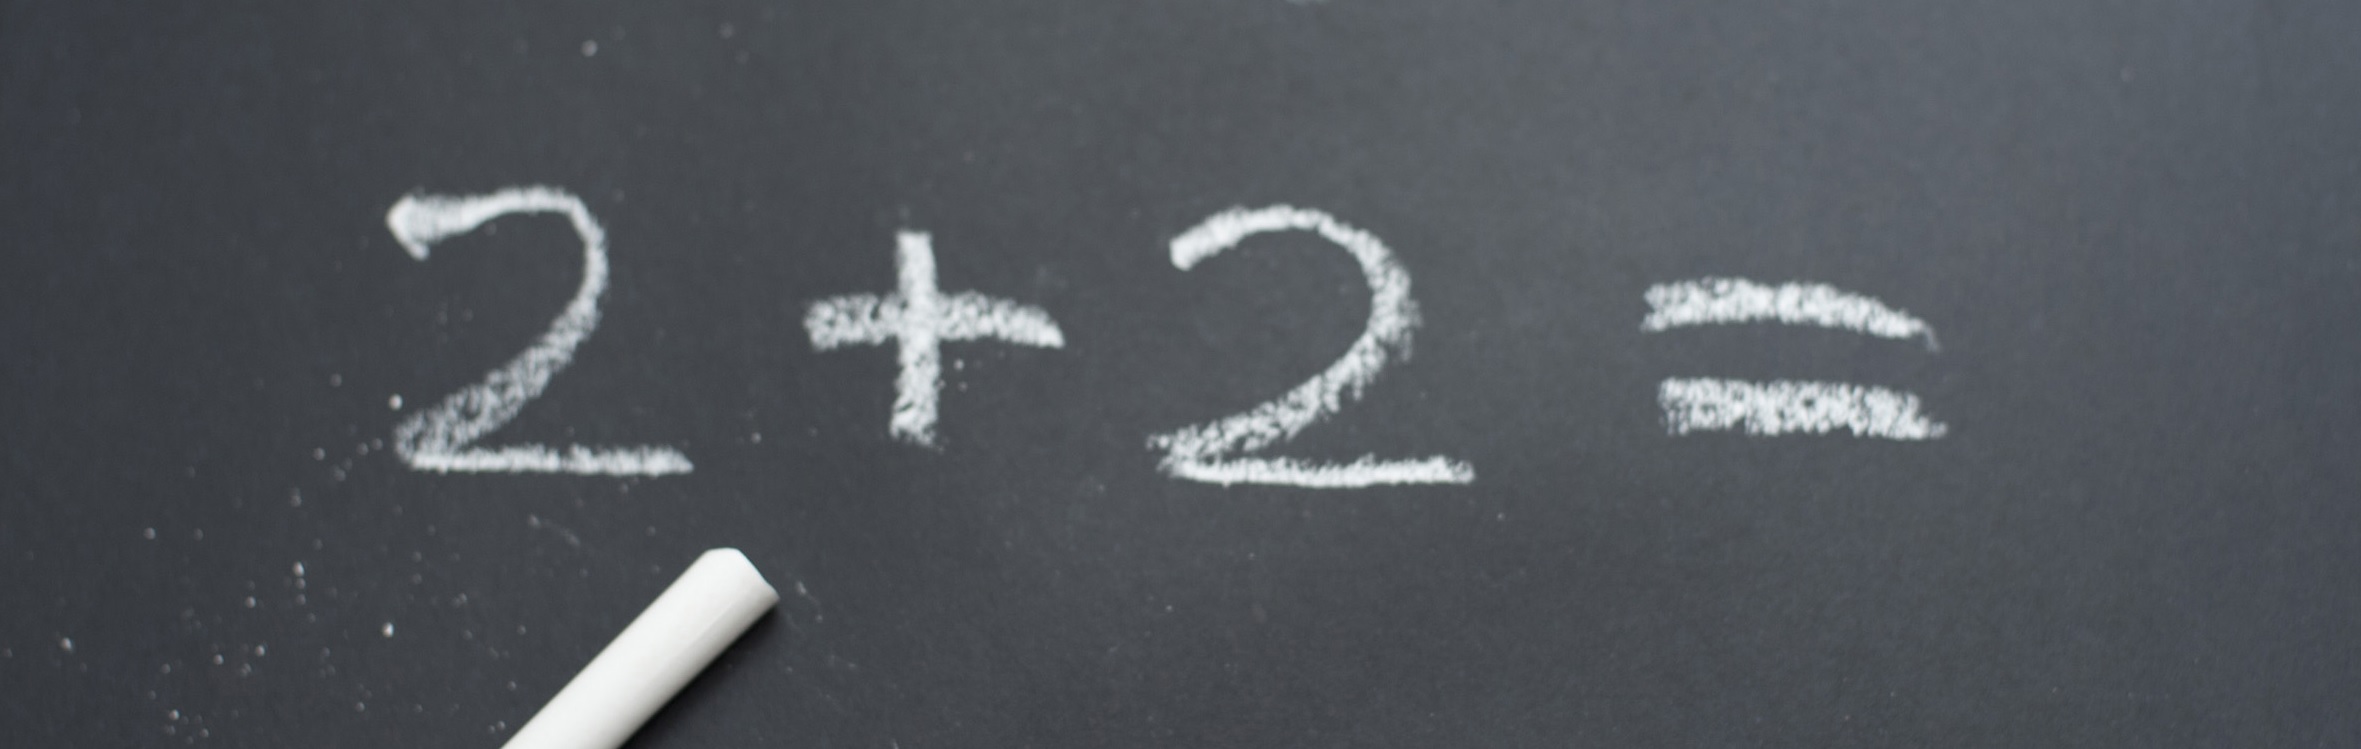 2 + 2 =